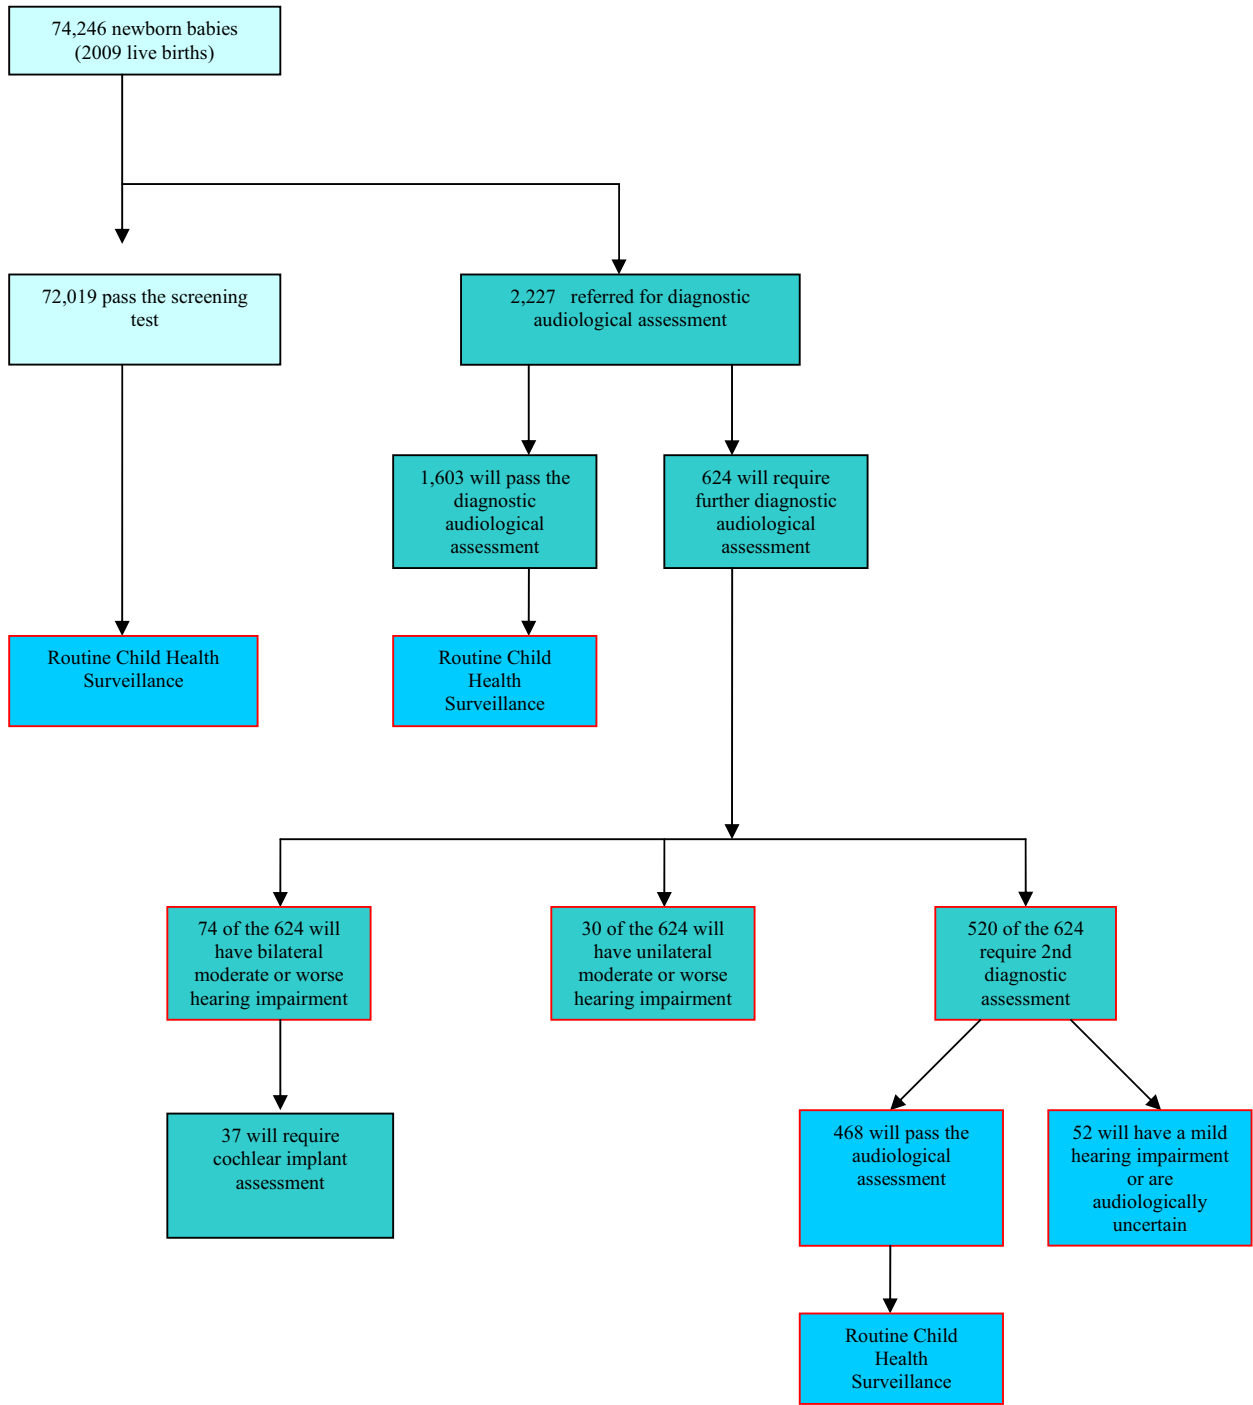 74,246 newborn babies
(2009 live births)
72,019 pass the screening
test
2,227 referred for diagnostic
audiological assessment
1,603 will pass the
diagnostic
audiological
assessment
624 will require
further diagnostic
audiological
assessment
Routine Child Health
Surveillance
Routine Child
Health
Surveillance
74 of the 624 will
have bilateral
moderate or worse
hearing impairment
30 of the 624 will
have unilateral
moderate or worse
hearing impairment
520 of the 624
require 2nd
diagnostic
assessment
37 will require
cochlear implant
assessment
468 will pass the
audiological
assessment
52 will have a mild
hearing impairment
or are
audiologically
uncertain
Routine Child
Health
Surveillance